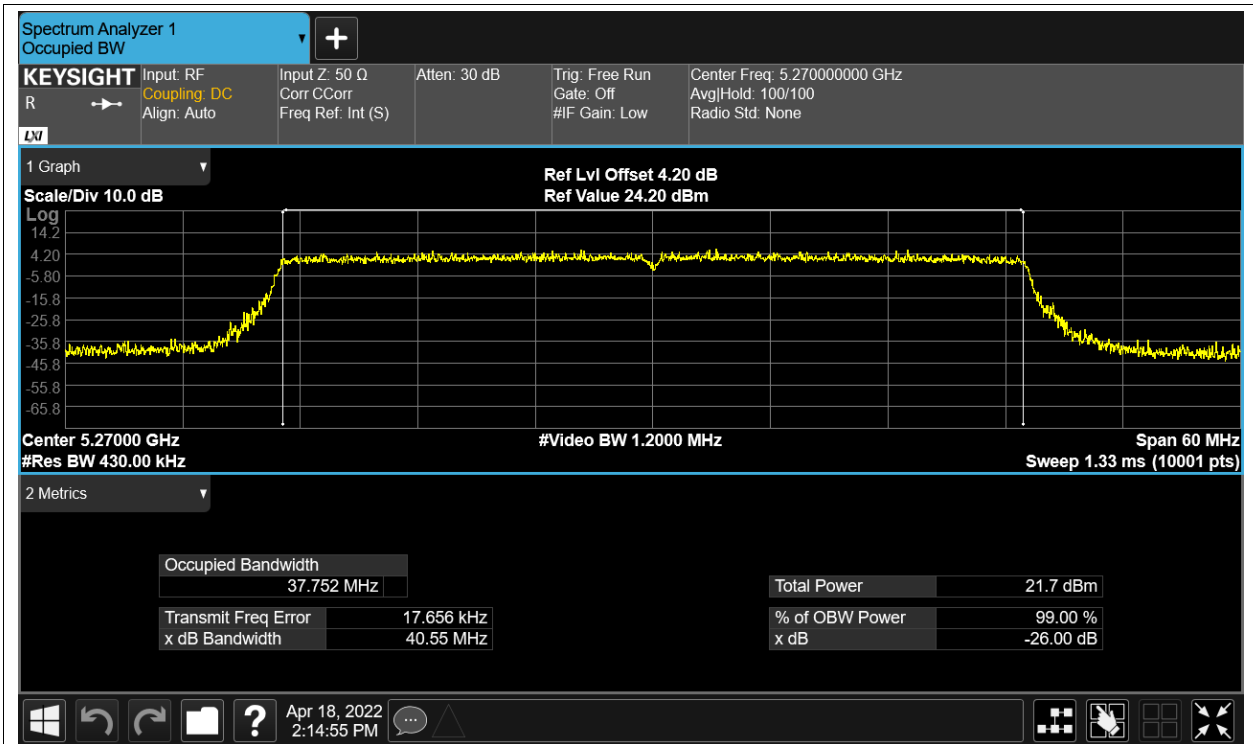 Spectrum Analyzer 1
Occupied BW
KEYSIGHT
R
LXI
Input: RF
Coupling: DC
Align: Auto
Input Z: 50 Ω
Corr CCorr
Freq Ref: Int (S)
Atten: 30 dB
Trig: Free Run
Gate: Off
#IF Gain: Low
Center Freq: 5.270000000 GHz
Avg|Hold: 100/100
Radio Std: None
1 Graph
Scale/Div 10.0 dB
Ref Lvl Offset 4.20 dB
Ref Value 24.20 dBm
Log
14.2
4.20
-5.80
-15.8
-25.8
-35.8
-45.8
-55.8
-65.8
Center 5.27000 GHz
#Res BW 430.00 kHz
#Video BW 1.2000 MHz
Span 60 MHz
Sweep 1.33 ms (10001 pts)
2 Metrics
Occupied Bandwidth
37.752 MHz
Transmit Freq Error 17.656 kHz
x dB Bandwidth 40.55 MHz
Total Power 21.7 dBm
% of OBW Power 99.00 %
x dB -26.00 dB
?
Apr 18, 2022
2:14:55 PM